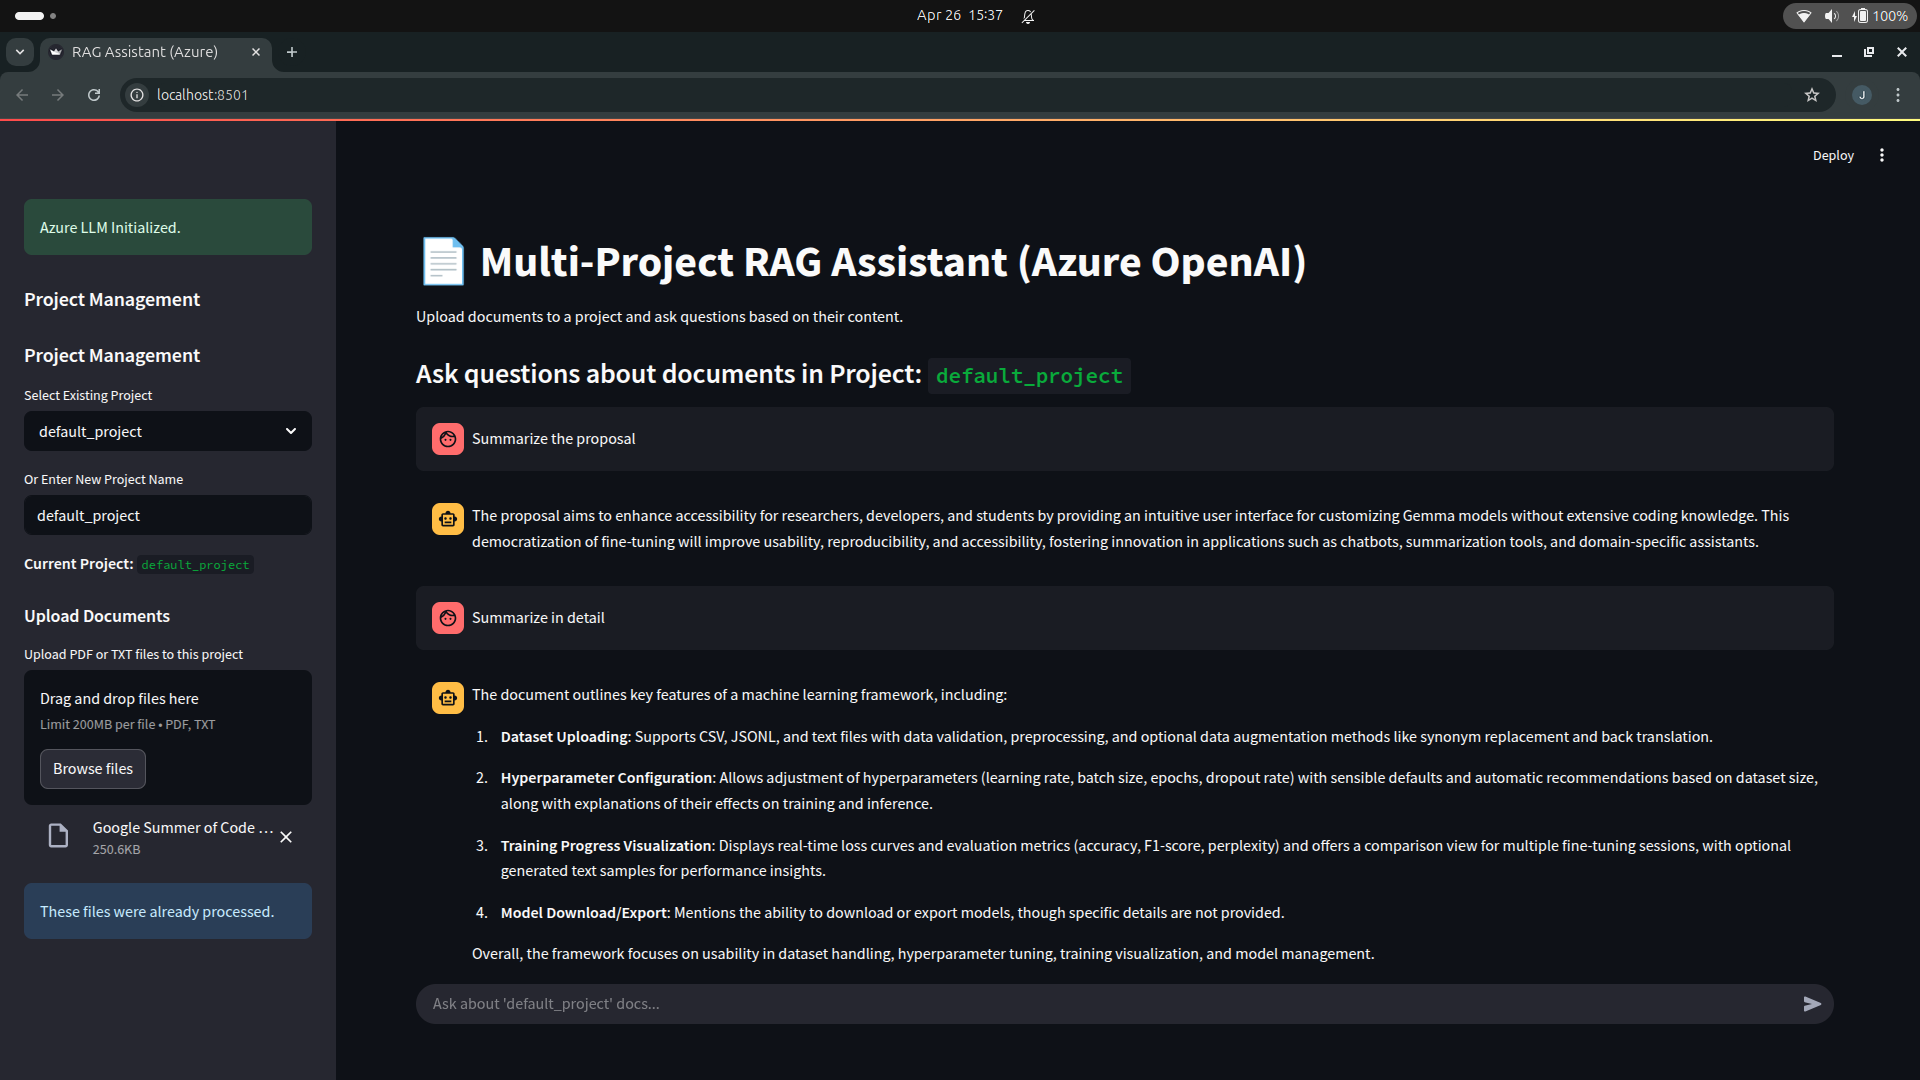 Apr 26 15:37
100%
RAG Assistant (Azure)
localhost:8501
J
Deploy
Azure LLM Initialized.
Project Management
Project Management
Select Existing Project
default_project
Or Enter New Project Name
default_project
Current Project: default_project
Upload Documents
Upload PDF or TXT files to this project
Drag and drop files here
Limit 200MB per file • PDF, TXT
Browse files
Google Summer of Code ...
250.6KB
These files were already processed.
Multi-Project RAG Assistant (Azure OpenAI)
Upload documents to a project and ask questions based on their content.
Ask questions about documents in Project: default_project
Summarize the proposal
The proposal aims to enhance accessibility for researchers, developers, and students by providing an intuitive user interface for customizing Gemma models without extensive coding knowledge. This
democratization of fine-tuning will improve usability, reproducibility, and accessibility, fostering innovation in applications such as chatbots, summarization tools, and domain-specific assistants.
Summarize in detail
The document outlines key features of a machine learning framework, including:
1. Dataset Uploading: Supports CSV, JSONL, and text files with data validation, preprocessing, and optional data augmentation methods like synonym replacement and back translation.
2. Hyperparameter Configuration: Allows adjustment of hyperparameters (learning rate, batch size, epochs, dropout rate) with sensible defaults and automatic recommendations based on dataset size,
along with explanations of their effects on training and inference.
3. Training Progress Visualization: Displays real-time loss curves and evaluation metrics (accuracy, F1-score, perplexity) and offers a comparison view for multiple fine-tuning sessions, with optional
generated text samples for performance insights.
4. Model Download/Export: Mentions the ability to download or export models, though specific details are not provided.
Overall, the framework focuses on usability in dataset handling, hyperparameter tuning, training visualization, and model management.
Ask about 'default_project' docs...